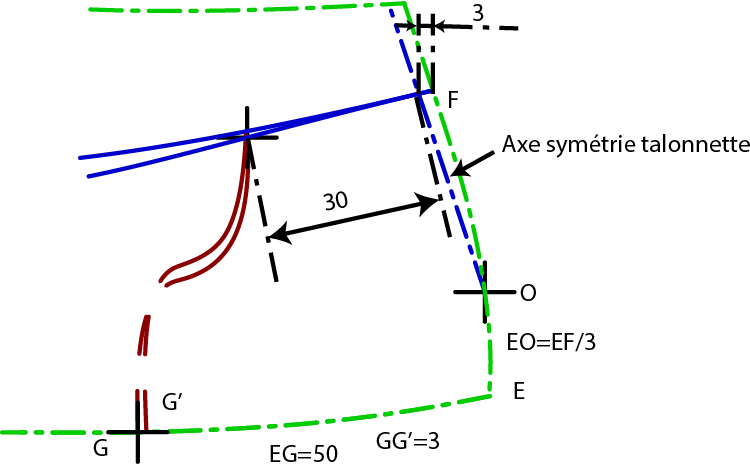 3
F
Axe symétrie talonnette
30
O
EO=EF/3
E
G’
G
GG’=3
EG=50